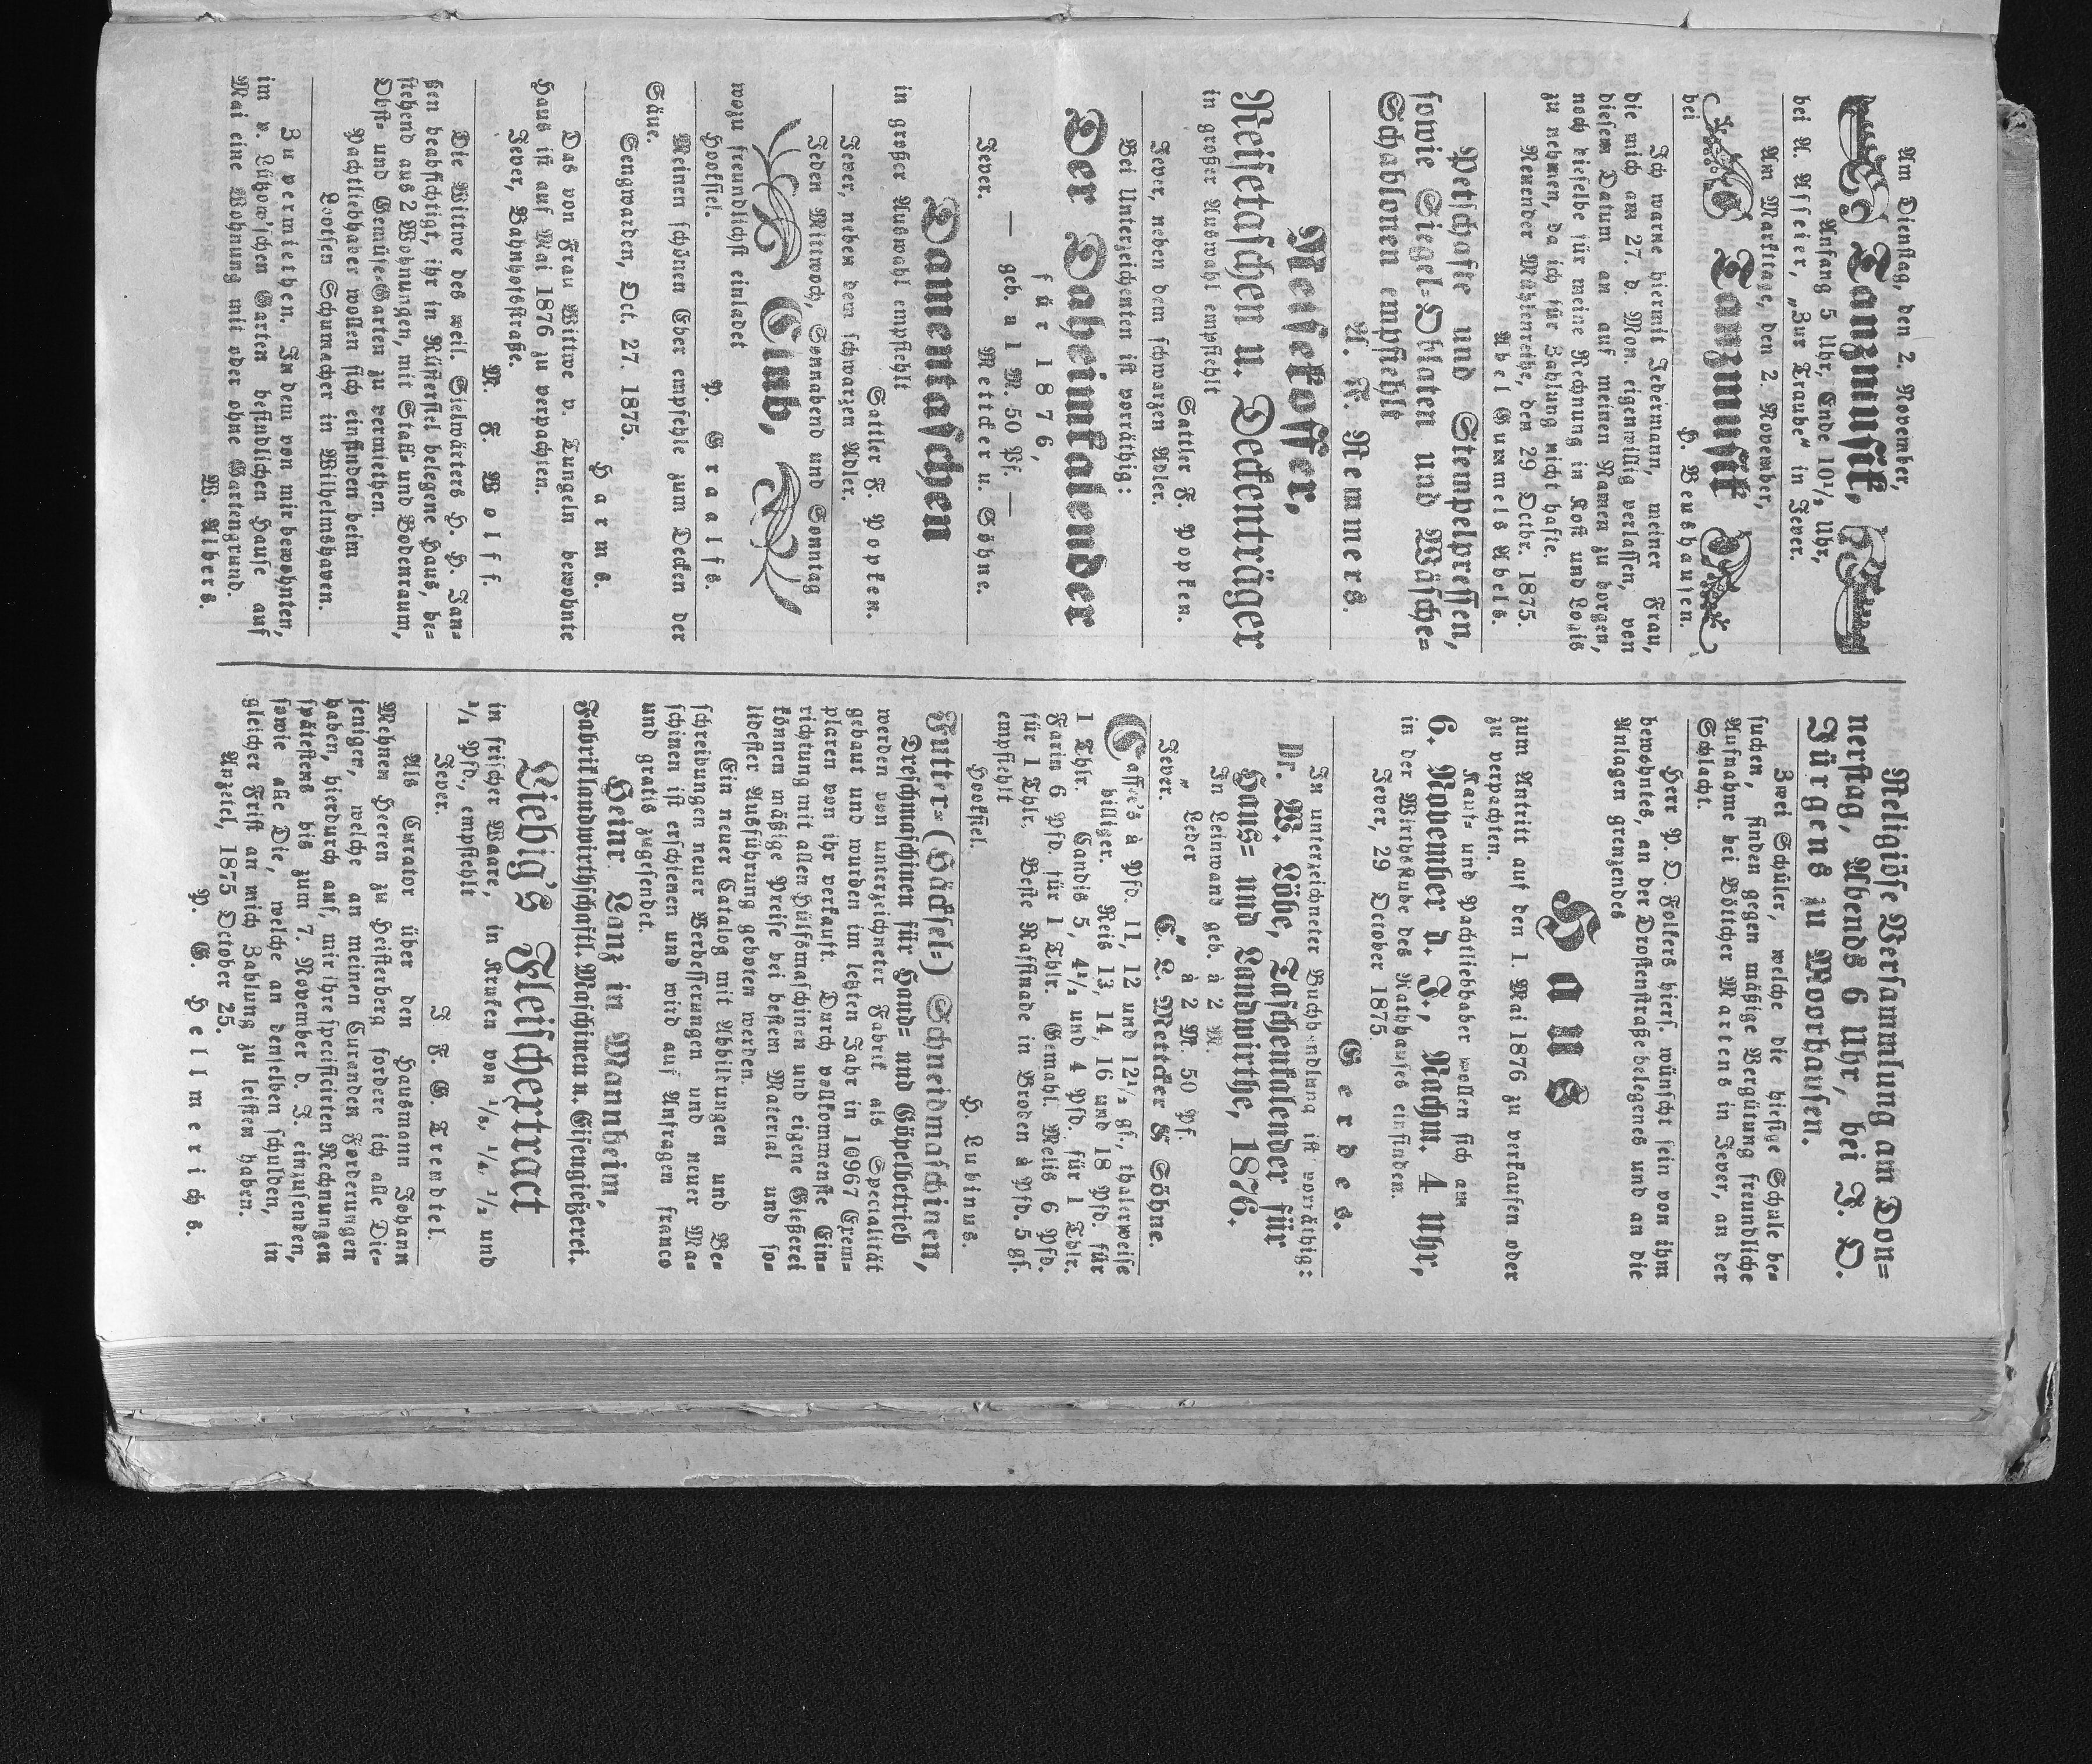 Am Dienstag, den 2. November,
Tanzmusik,
Anfang 5 Uhr, Ende 10½ Uhr,
bei A. Asseier, „Zur Traube“ in Jever.
Am Markttage, den 2. November,
Tanzmusik
bei H. Beushausen.
Ich warne hiermit Jedermann, meiner Frau,
die mich am 27. d. Mon. eigenwillig verlassen, von
diesem Datum an auf meinen Namen zu borgen,
noch dieselbe für meine Rechnung in Kost und Logis
zu nehmen, da ich für Zahlung nicht hafte.
Neuender Mühlenreihe, den 29 Octbr. 1875.
Abel Gummels Abels.
Petschafte und Stempelpressen,
sowie Siegel-Oblaten und Wäsche-
Schablonen empfiehlt
A. F. Remmers.
Reisekoffer,
Reisetaschen u. Deckenträger
in großer Auswahl empfiehlt
Sattler F. Popken.
Jever, neben dem schwarzen Adler.
Bei Unterzeichneter ist vorräthig:
Der Daheimkalender
für 1876,
— geb. a 1 M. 50 Pf. —
Jever. Mettcker u. Söhne.
Damentaschen
in großer Auswahl empfiehlt
Sattler F. Popken.
Jever, neben dem schwarzen Adler.
Jeden Mittwoch, Sonnabend und Sonntag
Club,
wozu freundlichst einladet
Hooksiel. P. Graalfs.
Meinen schönen Eber empfehle zum Decken der
Säue.
Sengwarden, Oct. 27. 1875.
Harms.
Das von Frau Wittwe v. Tungeln bewohnte
Haus ist auf Mai 1876 zu verpachten.
Jever, Bahnhofsstraße.
R. F. Wolff.
Die Wittwe des weil. Sielwärters H. H. Jan-
ßen beabsichtigt, ihr in Rüstersiel belegene Haus, be-
stehend aus 2 Wohnungen, mit Stall und Bodenraum,
Obst- und Gemüse-Garten zu vermiethen.
Pachtliebhaber wollen sich einfinden beim
Lootsen Schumacher in Wilhelmshaven.
Zu vermiethen. In dem von mir bewohnten,
im v. Lützow'schen Garten befindlichen Hause auf
Mai eine Wohnung mit oder ohne Gartengrund.
W. Albers.
Religiöse Versammlung am Don-
nerstag, Abends 6 Uhr, bei J. D.
Jürgens zu Moorhausen.
Zwei Schüler, welche die hiesige Schule be-
suchen, finden gegen mäßige Vergütung freundliche
Aufnahme bei Böttcher Martens in Jever, an der
Schlacht.
Herr P. D. Folkers hies. wünscht sein von ihm
bewohntes, an der Drostenstraße belegenes und an die
Anlagen grenzendes
Haus
zum Antritt auf den 1. Mai 1876 zu verkaufen oder
zu verpachten.
Kauf- und Pachtliebhaber wollen sich am
6. November d. J., Nachm. 4 Uhr,
in der Wirthsstube des Rathhauses einfinden.
Jever, 29 October 1875.
Gerdes.
In unterzeichneter Buchhandlung ist vorräthig:
Dr. W. Löbe, Taschenkalender für
Haus- und Landwirthe, 1876.
In Leinwand geb. à 2 M.
„ Leder „ à 2 M. 50 Pf.
Jever. C. L. Mettcker & Söhne.
Caffe's à Pfd. 11, 12 und 12½ gs., thalerweise
billiger. Reis 13, 14, 16 und 18 Pfd. für
1 Thlr. Candis 5, 4½ und 4 Pfd. für 1 Thlr.
Farin 6 Pfd. für 1 Thlr. Gemahl. Melis 6 Pfd.
für 1 Thlr. Beste Raffinade in Broden à Pfd. 5 gs.
empfiehlt
Hooksiel. H. Lubinus.
Futter- (Häcksel-) Schneidmaschinen,
Dreschmaschinen für Hand- und Göpelbetrieb
werden von unterzeichneter Fabrik als Specialität
gebaut und wurden im letzten Jahr in 10967 Exem-
plaren von ihr verkauft. Durch vollkommenste Ein-
richtung mit allen Hülfsmaschinen und eigene Gießerei
können mäßige Preise bei bestem Material und so-
lidester Ausführung geboten werden.
Ein neuer Catalog mit Abbildungen und Be-
schreibungen neuer Verbesserungen und neuer Ma-
schinen ist erschienen und wird auf Anfragen franco
und gratis zugesendet.
Heinr. Lanz in Mannheim,
Fabrik landwirthschaftl. Maschinen u. Eisengießerei.
Liebig's Fleischextract
in frischer Waare, in Kruken von ⅛, ¼, ½ und
¹/₁ Pfd., empfiehlt
Jever. J. F. G. Trendtel.
Als Curator über den Hausmann Johann
Mehnen Heeren zu Heisterberg fordere ich alle Die-
jenigen, welche an meinen Curanden Forderungen
haben, hierdurch auf, mir ihre specificirten Rechnungen
spätestens bis zum 7. November d. J. einzusenden,
sowie alle Die, welche an denselben schulden, in
gleicher Frist an mich Zahlung zu leisten haben.
Anzetel, 1875 October 25.
P. G. Hellmerichs.